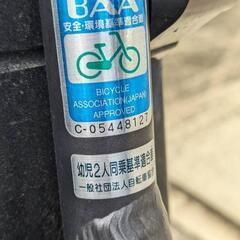 BAA
安全・環境基準適合車
BICYCLE
ASSOCIATION(JAPAN)
APPROVED
C-05448127
幼児2人同乗基準適合車
一般社団法人自転車協会